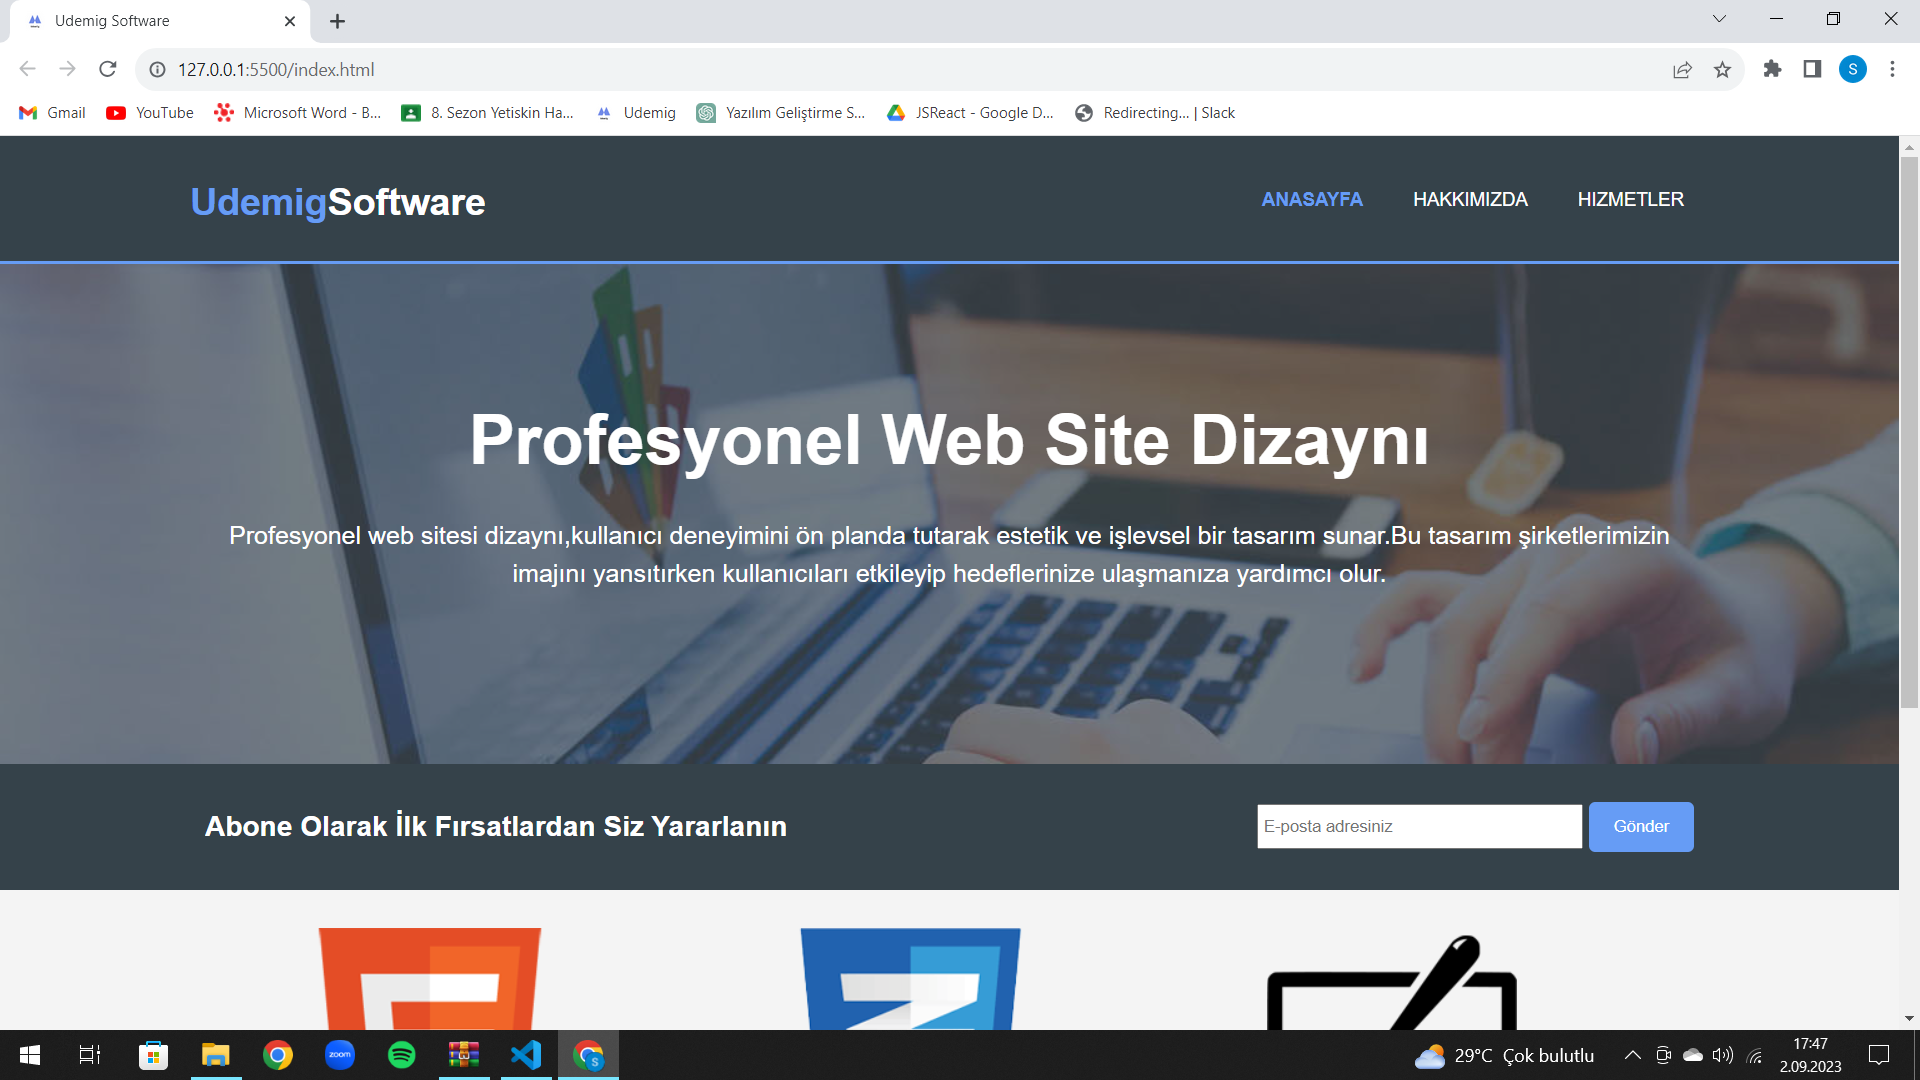 Udemig Software
127.0.0.1:5500/index.html
S
Gmail
YouTube
Microsoft Word - B...
8. Sezon Yetiskin Ha...
Udemig
Yazılım Geliştirme S...
JSReact - Google D...
Redirecting... | Slack
UdemigSoftware
ANASAYFA
HAKKIMIZDA
HIZMETLER
Profesyonel Web Site Dizaynı
Profesyonel web sitesi dizaynı,kullanıcı deneyimini ön planda tutarak estetik ve işlevsel bir tasarım sunar.Bu tasarım şirketlerimizin
imajını yansıtırken kullanıcıları etkileyip hedeflerinize ulaşmanıza yardımcı olur.
Abone Olarak İlk Fırsatlardan Siz Yararlanın
E-posta adresiniz
Gönder
zoom
S
29°C Çok bulutlu
17:47
2.09.2023